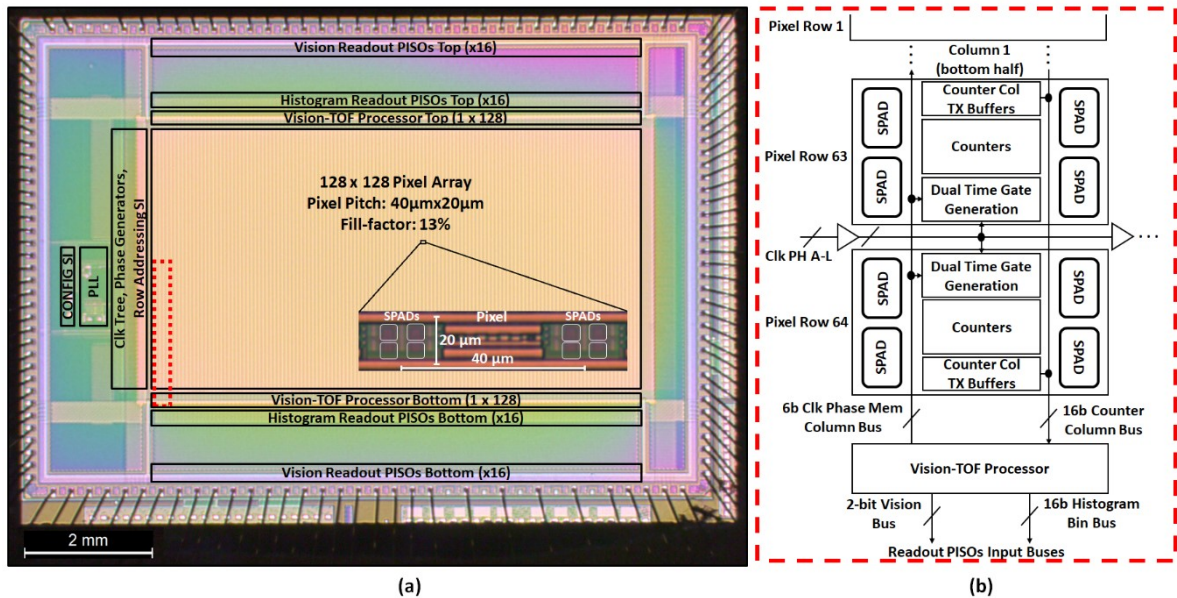 Vision Readout PISOs Top (x16)
Histogram Readout PISOs Top (x16)
Vision-TOF Processor Top (1 x 128)
128 x 128 Pixel Array
Pixel Pitch: 40µmx20µm
Fill-factor: 13%
CONFIG SI
PLL
Clk Tree, Phase Generators,
Row Addressing SI
SPADs
Pixel
SPADs
20 µm
40 µm
Vision-TOF Processor Bottom (1 x 128)
Histogram Readout PISOs Bottom (x16)
Vision Readout PISOs Bottom (x16)
2 mm
(a)
Pixel Row 1
Column 1
(bottom half)
Pixel Row 63
SPAD
SPAD
Counter Col
TX Buffers
Counters
Dual Time Gate
Generation
SPAD
SPAD
Clk PH A-L
...
Pixel Row 64
SPAD
SPAD
Dual Time Gate
Generation
Counters
Counter Col
TX Buffers
SPAD
SPAD
6b Clk Phase Mem
Column Bus
16b Counter
Column Bus
Vision-TOF Processor
2-bit Vision
Bus
16b Histogram
Bin Bus
Readout PISOs Input Buses
(b)